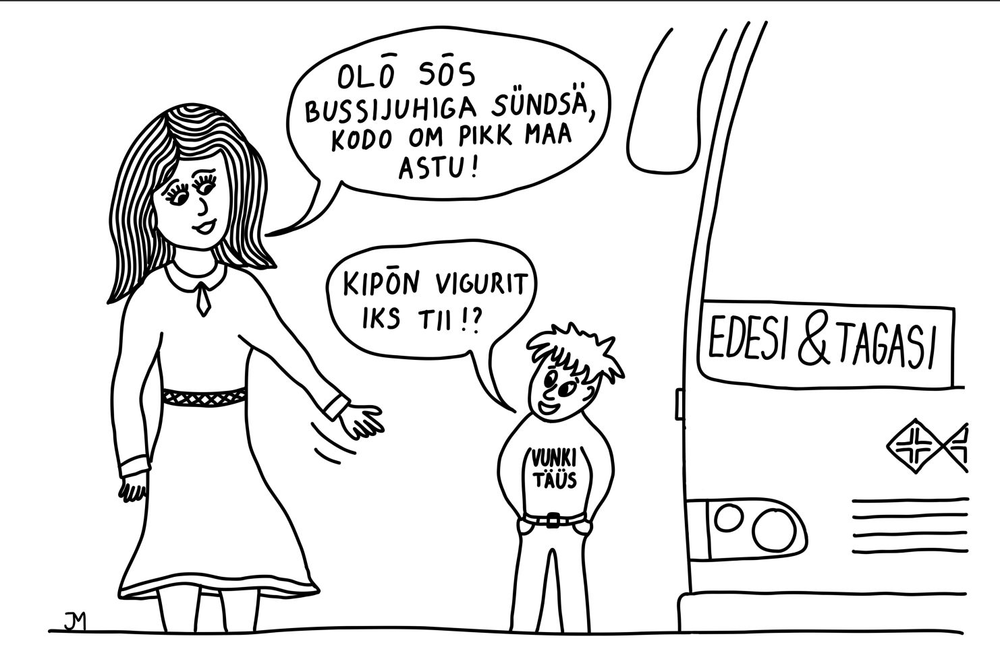 OLŌ SŌS
BUSSIJUHIGA SÜNDSÄ,
KODO OM PIKK MAA
ASTU!
KIPŌN VIGURIT
IKS TII!?
EDESI & TAGASI
VUNKI
TÄÜS
JM